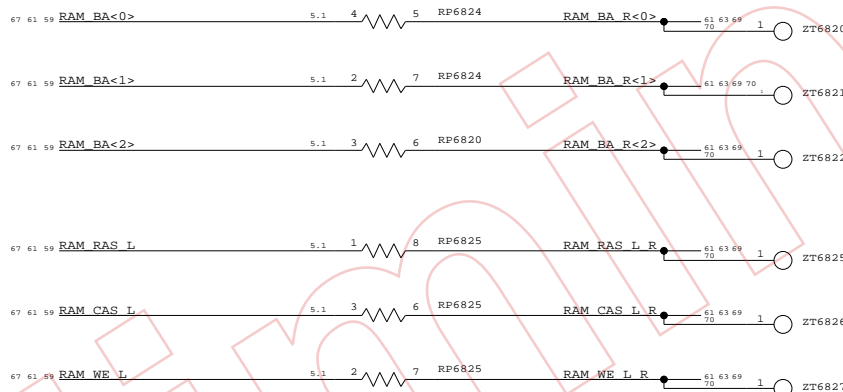 67 61 59 RAM_BA<0> 5.1 4 5 RP6824 RAM_BA_R<0> 61 63 69 70 1 ZT6820
67 61 59 RAM_BA<1> 5.1 2 7 RP6824 RAM_BA_R<1> 61 63 69 70 1 ZT6821
67 61 59 RAM_BA<2> 5.1 3 6 RP6820 RAM_BA_R<2> 61 63 69 70 1 ZT6822
67 61 59 RAM_RAS_L 5.1 1 8 RP6825 RAM_RAS_L_R 61 63 69 70 1 ZT6825
67 61 59 RAM_CAS_L 5.1 3 6 RP6825 RAM_CAS_L_R 61 63 69 70 1 ZT6826
67 61 59 RAM_WE_L 5.1 2 7 RP6825 RAM_WE_L_R 61 63 69 70 1 ZT6827